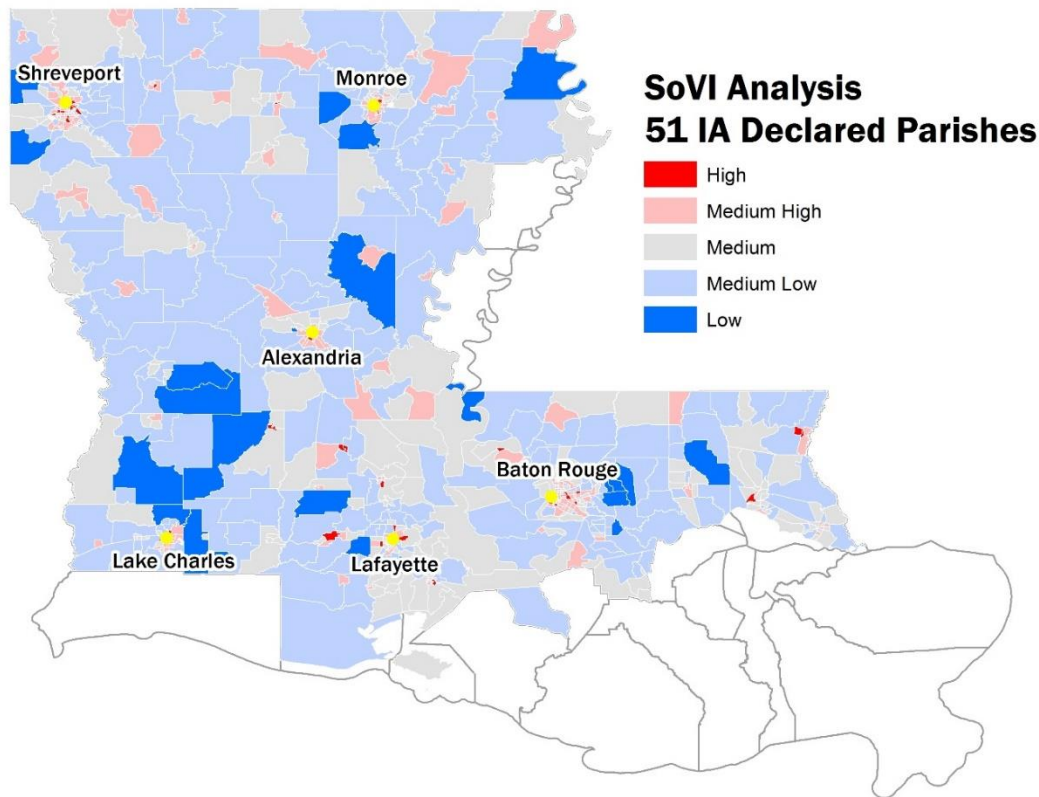 SoVI Analysis
51 IA Declared Parishes
High
Medium High
Medium
Medium Low
Low
Shreveport
Monroe
Alexandria
Baton Rouge
Lake Charles
Lafayette